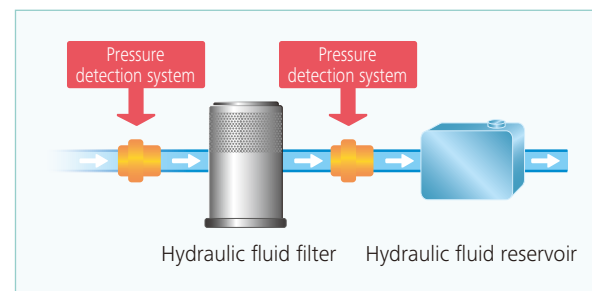 Pressure
detection system
Pressure
detection system
Hydraulic fluid filter
Hydraulic fluid reservoir